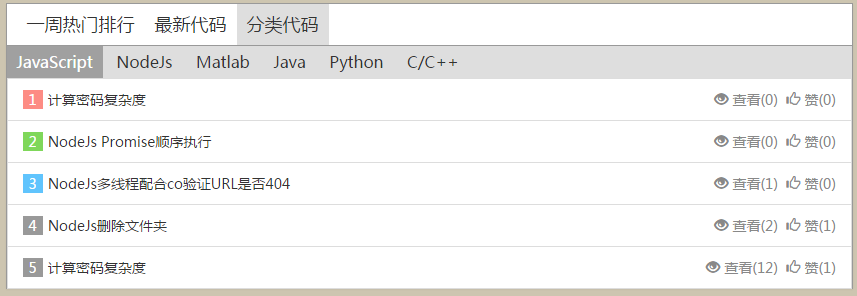 一周热门排行 最新代码 分类代码
JavaScript NodeJs Matlab Java Python C/C++
1 计算密码复杂度 查看(0) 赞(0)
2 NodeJs Promise顺序执行 查看(0) 赞(0)
3 NodeJs多线程配合co验证URL是否404 查看(1) 赞(0)
4 NodeJs删除文件夹 查看(2) 赞(1)
5 计算密码复杂度 查看(12) 赞(1)